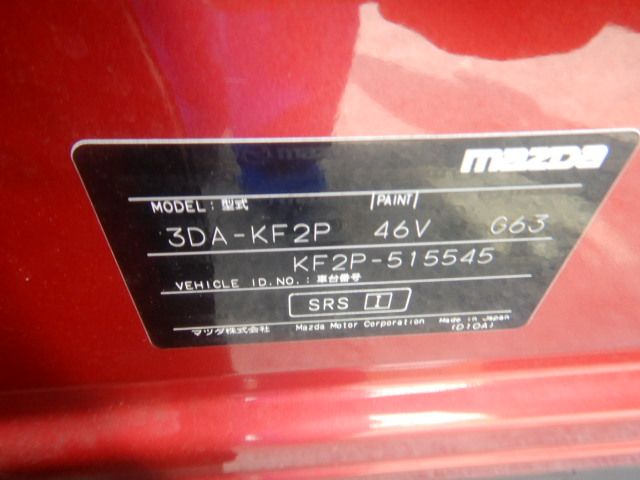 mazda
MODEL: 型式 PAINT
3DA-KF2P 46V G63
KF2P-515545
VEHICLE ID.NO.: 車台番号
SRS
マツダ株式会社 Mazda Motor Corporation Made in Japan
(D10A)